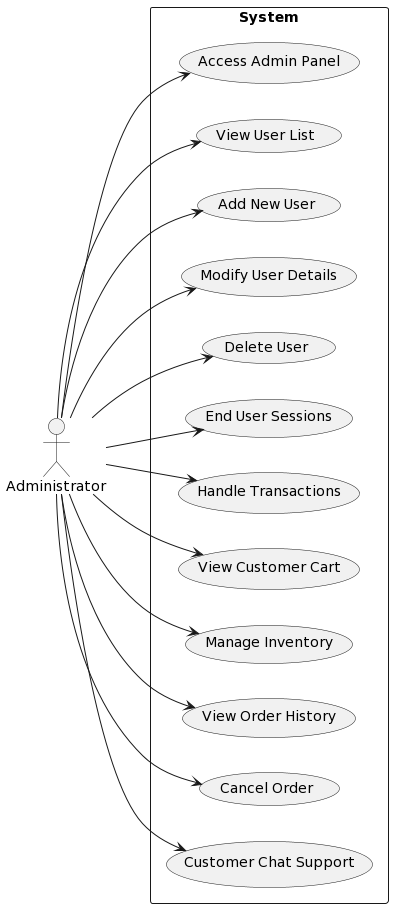 System
Access Admin Panel
View User List
Add New User
Modify User Details
Delete User
End User Sessions
Administrator
Handle Transactions
View Customer Cart
Manage Inventory
View Order History
Cancel Order
Customer Chat Support